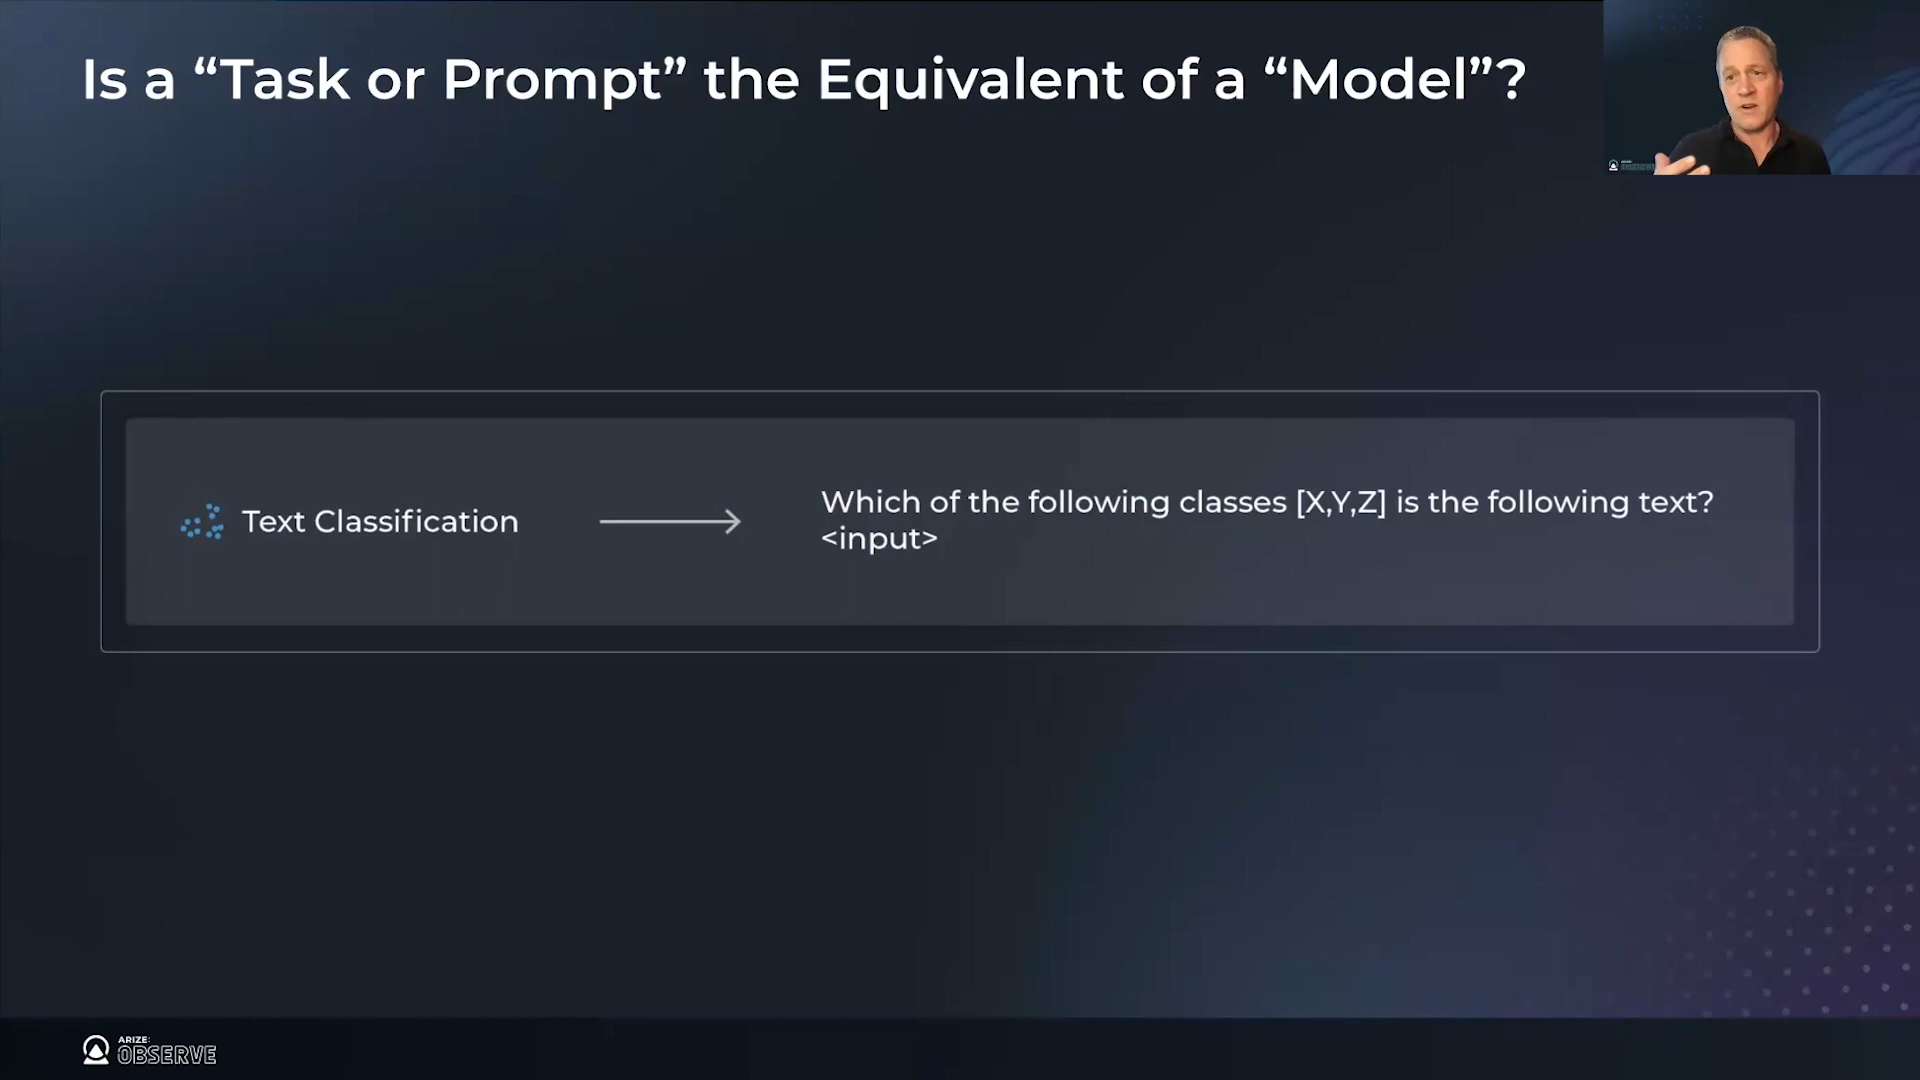 Is a “Task or Prompt” the Equivalent of a “Model”?
Text Classification
Which of the following classes [X,Y,Z] is the following text?
<input>
ARIZE:
OBSERVE